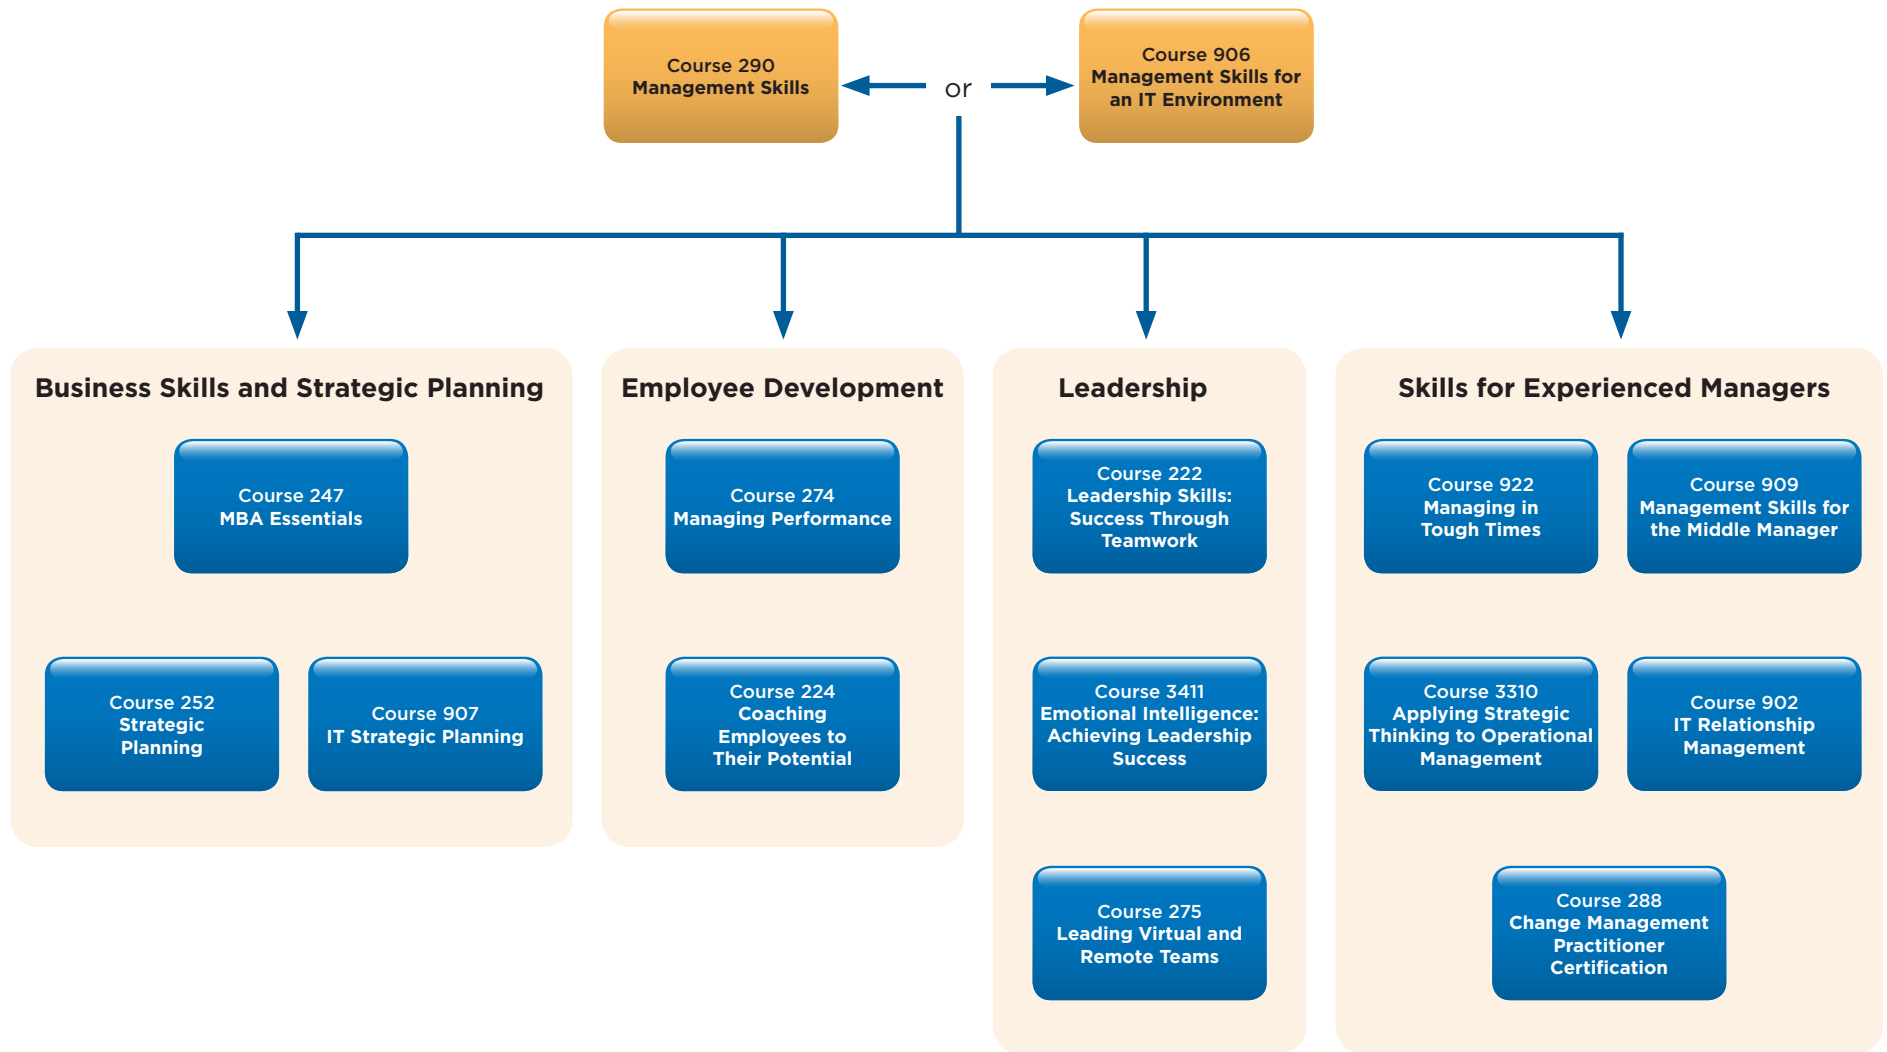 Course 290
Management Skills
or
Course 906
Management Skills for
an IT Environment
Business Skills and Strategic Planning
Course 247
MBA Essentials
Course 252
Strategic
Planning
Course 907
IT Strategic Planning
Employee Development
Course 274
Managing Performance
Course 224
Coaching
Employees to
Their Potential
Leadership
Course 222
Leadership Skills:
Success Through
Teamwork
Course 3411
Emotional Intelligence:
Achieving Leadership
Success
Course 275
Leading Virtual and
Remote Teams
Skills for Experienced Managers
Course 922
Managing in
Tough Times
Course 909
Management Skills for
the Middle Manager
Course 3310
Applying Strategic
Thinking to Operational
Management
Course 902
IT Relationship
Management
Course 288
Change Management
Practitioner
Certification